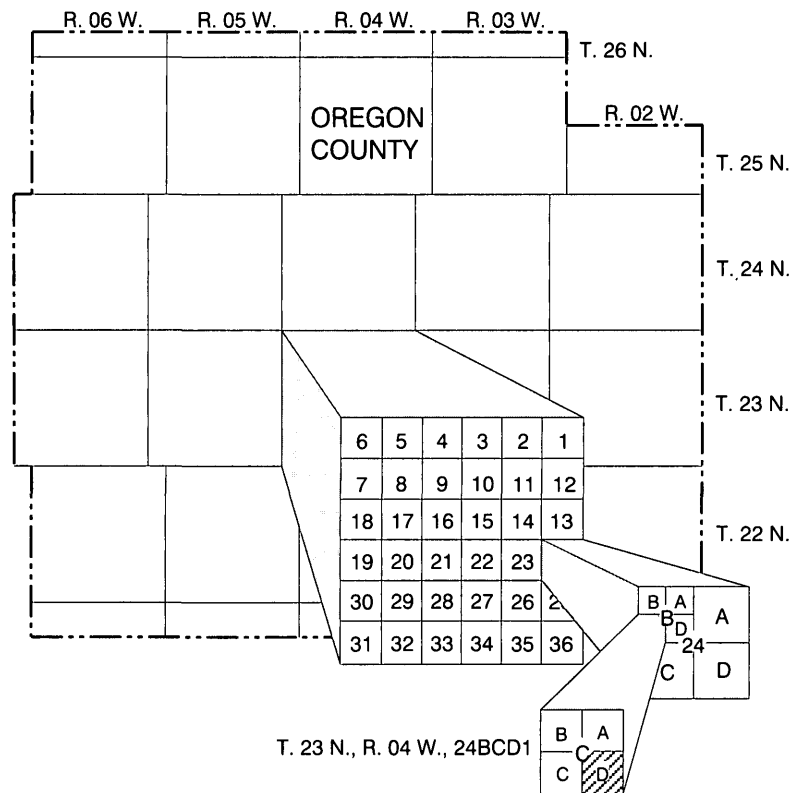 R. 06 W. R. 05 W. R. 04 W. R. 03 W.
T. 26 N.
OREGON
COUNTY
R. 02 W.
T. 25 N.
T. 24 N.
T. 23 N.
6 5 4 3 2 1
7 8 9 10 11 12
18 17 16 15 14 13
T. 22 N.
19 20 21 22 23
30 29 28 27 26
31 32 33 34 35 36
B A
B A
D
24
C D
B A
C
C D
T. 23 N., R. 04 W., 24BCD1